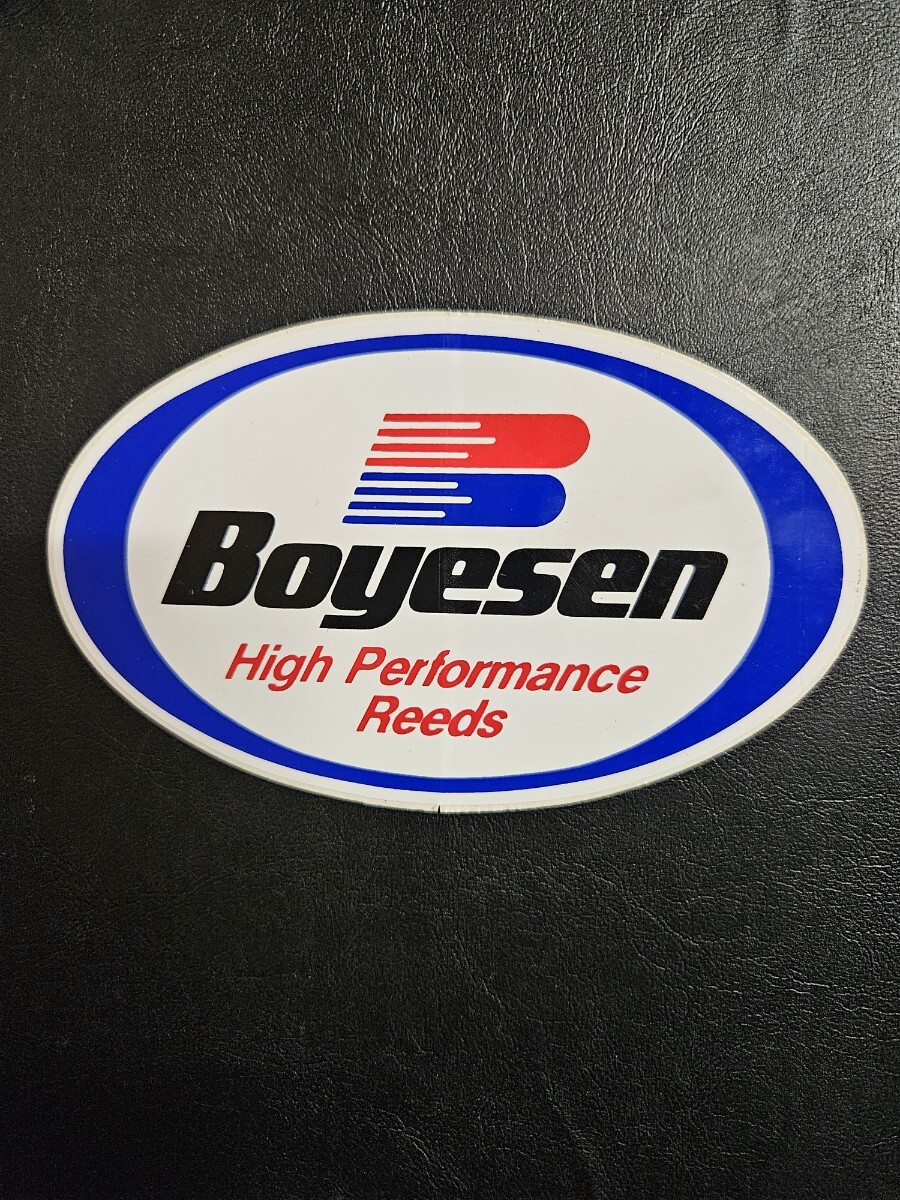 Boyesen
High Performance
Reeds